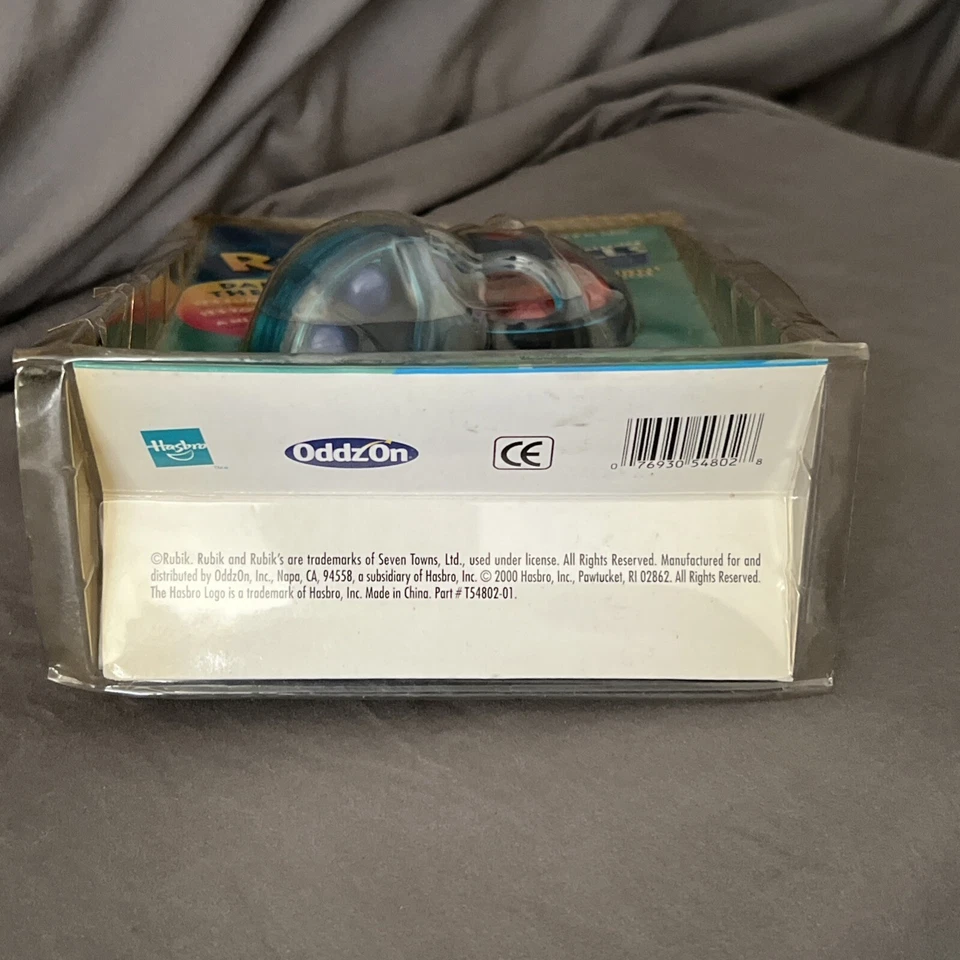 Hasbro
OddzOn
CE
0 76930 54802 8
©Rubik. Rubik and Rubik's are trademarks of Seven Towns, Ltd., used under license. All Rights Reserved. Manufactured for and
distributed by OddzOn, Inc., Napa, CA, 94558, a subsidiary of Hasbro, Inc. © 2000 Hasbro, Inc., Pawtucket, RI 02862. All Rights Reserved.
The Hasbro Logo is a trademark of Hasbro, Inc. Made in China. Part # T54802-01.